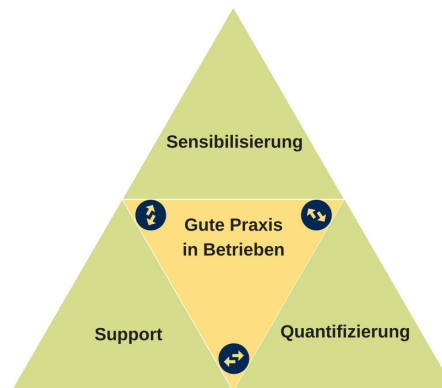 Sensibilisierung
Gute Praxis
in Betrieben
Support
Quantifizierung